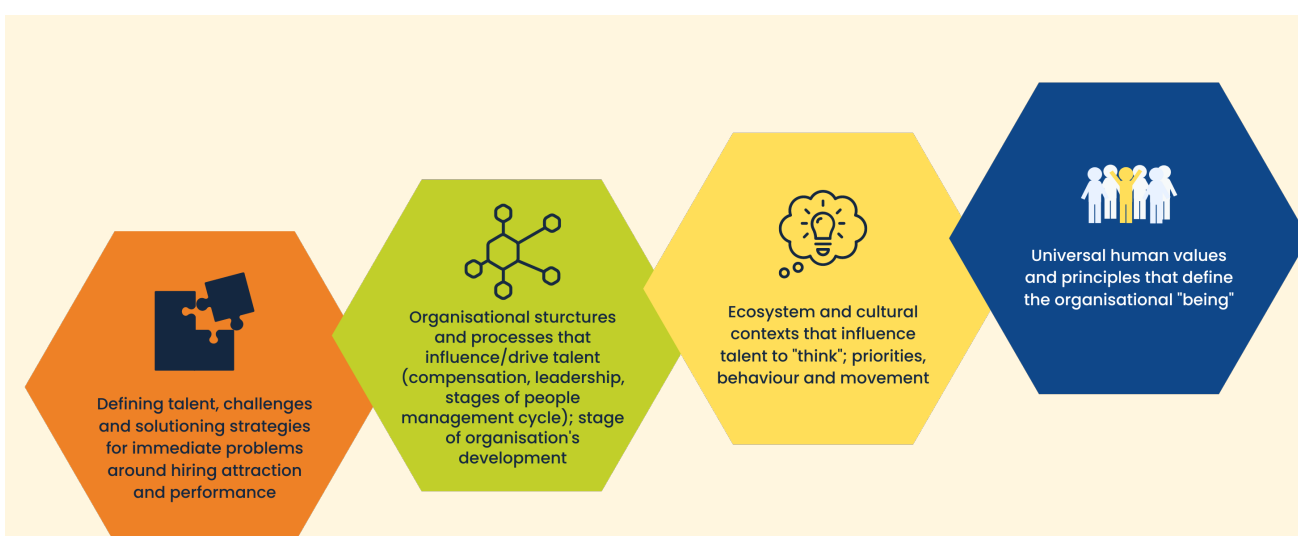 Defining talent, challenges
and solutioning strategies
for immediate problems
around hiring attraction
and performance
Organisational sturctures
and processes that
influence/drive talent
(compensation, leadership,
stages of people
management cycle); stage
of organisation's
development
Ecosystem and cultural
contexts that influence
talent to "think"; priorities,
behaviour and movement
Universal human values
and principles that define
the organisational "being"